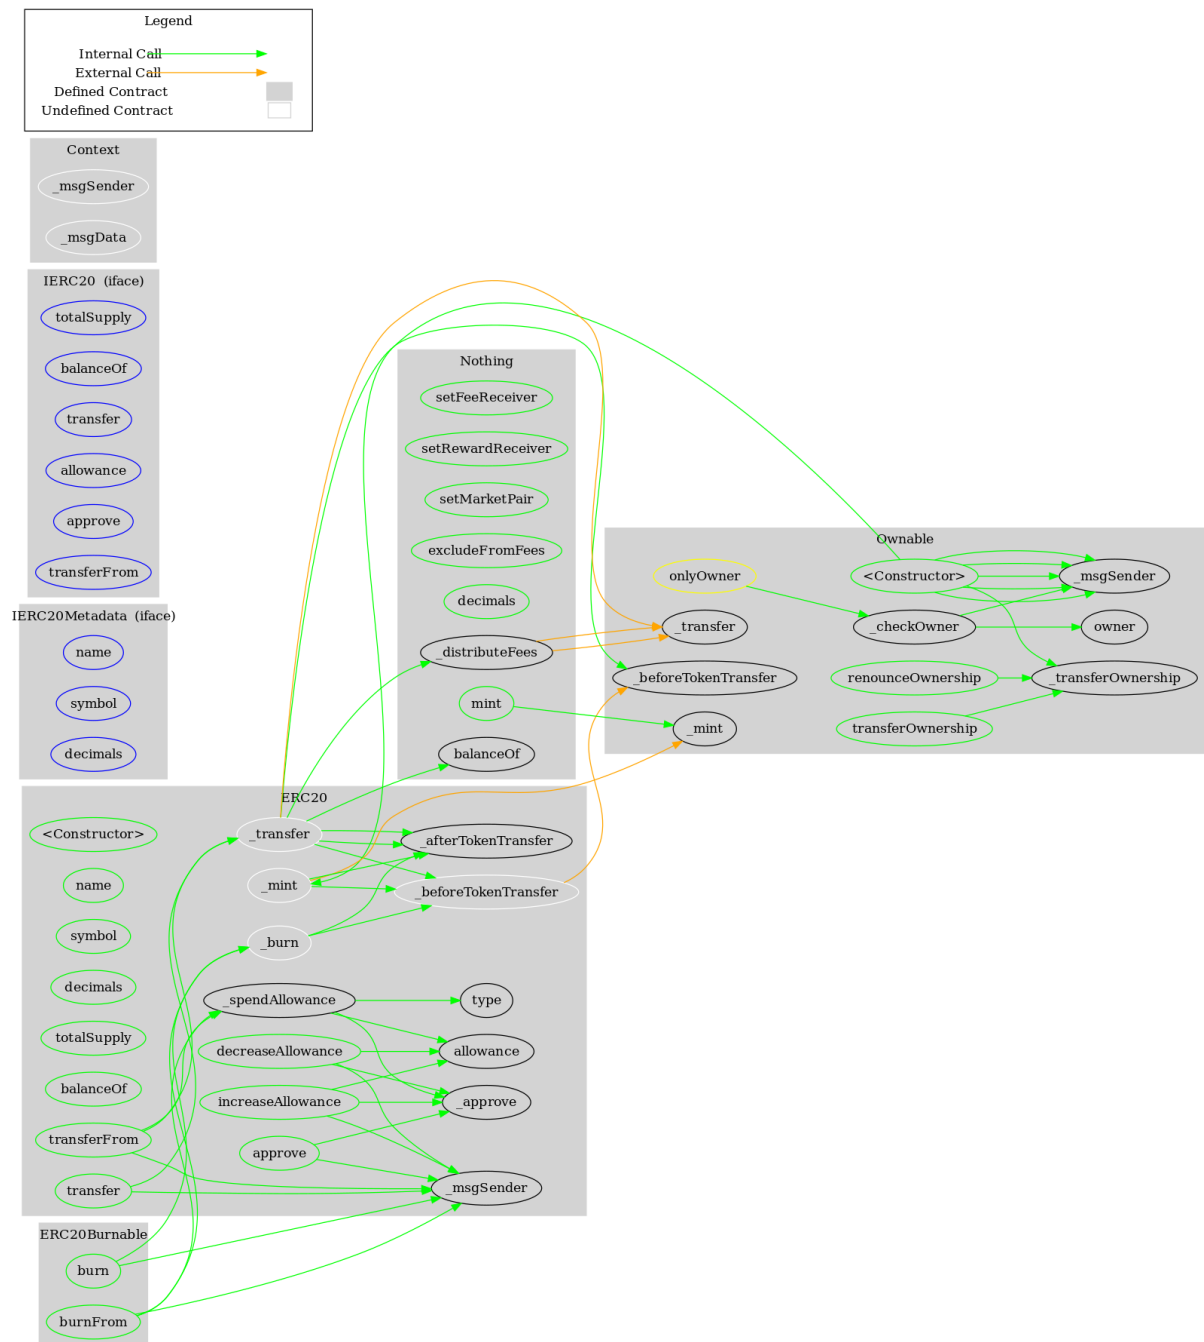 Legend
Internal Call
External Call
Defined Contract
Undefined Contract
Context
_msgSender
_msgData
IERC20 (iface)
totalSupply
balanceOf
transfer
allowance
approve
transferFrom
IERC20Metadata (iface)
name
symbol
decimals
Nothing
setFeeReceiver
setRewardReceiver
setMarketPair
excludeFromFees
decimals
_distributeFees
mint
balanceOf
Ownable
onlyOwner
<Constructor>
_msgSender
_transfer
_checkOwner
owner
_beforeTokenTransfer
renounceOwnership
_transferOwnership
_mint
transferOwnership
ERC20
<Constructor>
_transfer
_afterTokenTransfer
name
_mint
_beforeTokenTransfer
symbol
_burn
decimals
_spendAllowance
type
totalSupply
decreaseAllowance
allowance
balanceOf
increaseAllowance
_approve
transferFrom
approve
transfer
_msgSender
ERC20Burnable
burn
burnFrom